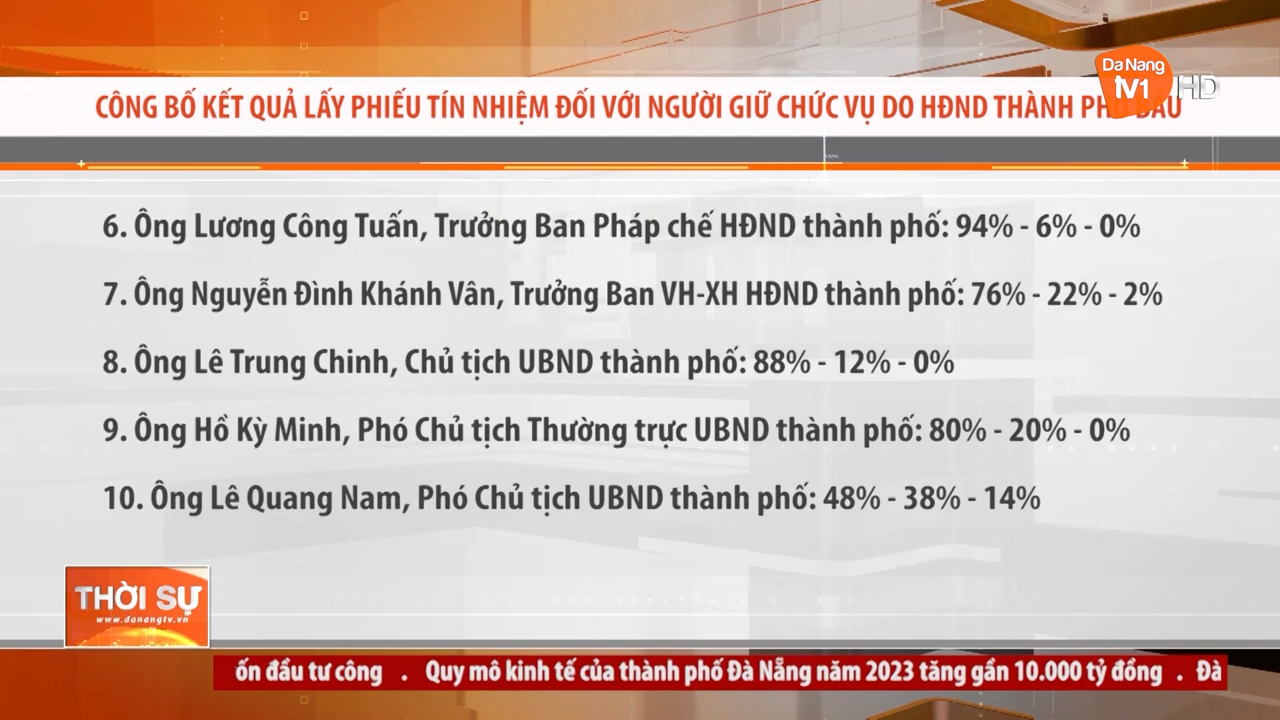 Da Nang
tv1 HD
CÔNG BỐ KẾT QUẢ LẤY PHIẾU TÍN NHIỆM ĐỐI VỚI NGƯỜI GIỮ CHỨC VỤ DO HĐND THÀNH PHỐ BẦU
100%
6. Ông Lương Công Tuấn, Trưởng Ban Pháp chế HĐND thành phố: 94% - 6% - 0%
7. Ông Nguyễn Đình Khánh Vân, Trưởng Ban VH-XH HĐND thành phố: 76% - 22% - 2%
8. Ông Lê Trung Chinh, Chủ tịch UBND thành phố: 88% - 12% - 0%
9. Ông Hồ Kỳ Minh, Phó Chủ tịch Thường trực UBND thành phố: 80% - 20% - 0%
10. Ông Lê Quang Nam, Phó Chủ tịch UBND thành phố: 48% - 38% - 14%
THỜI SỰ
www.danangtv.vn
ốn đầu tư công . Quy mô kinh tế của thành phố Đà Nẵng năm 2023 tăng gần 10.000 tỷ đồng . Đà